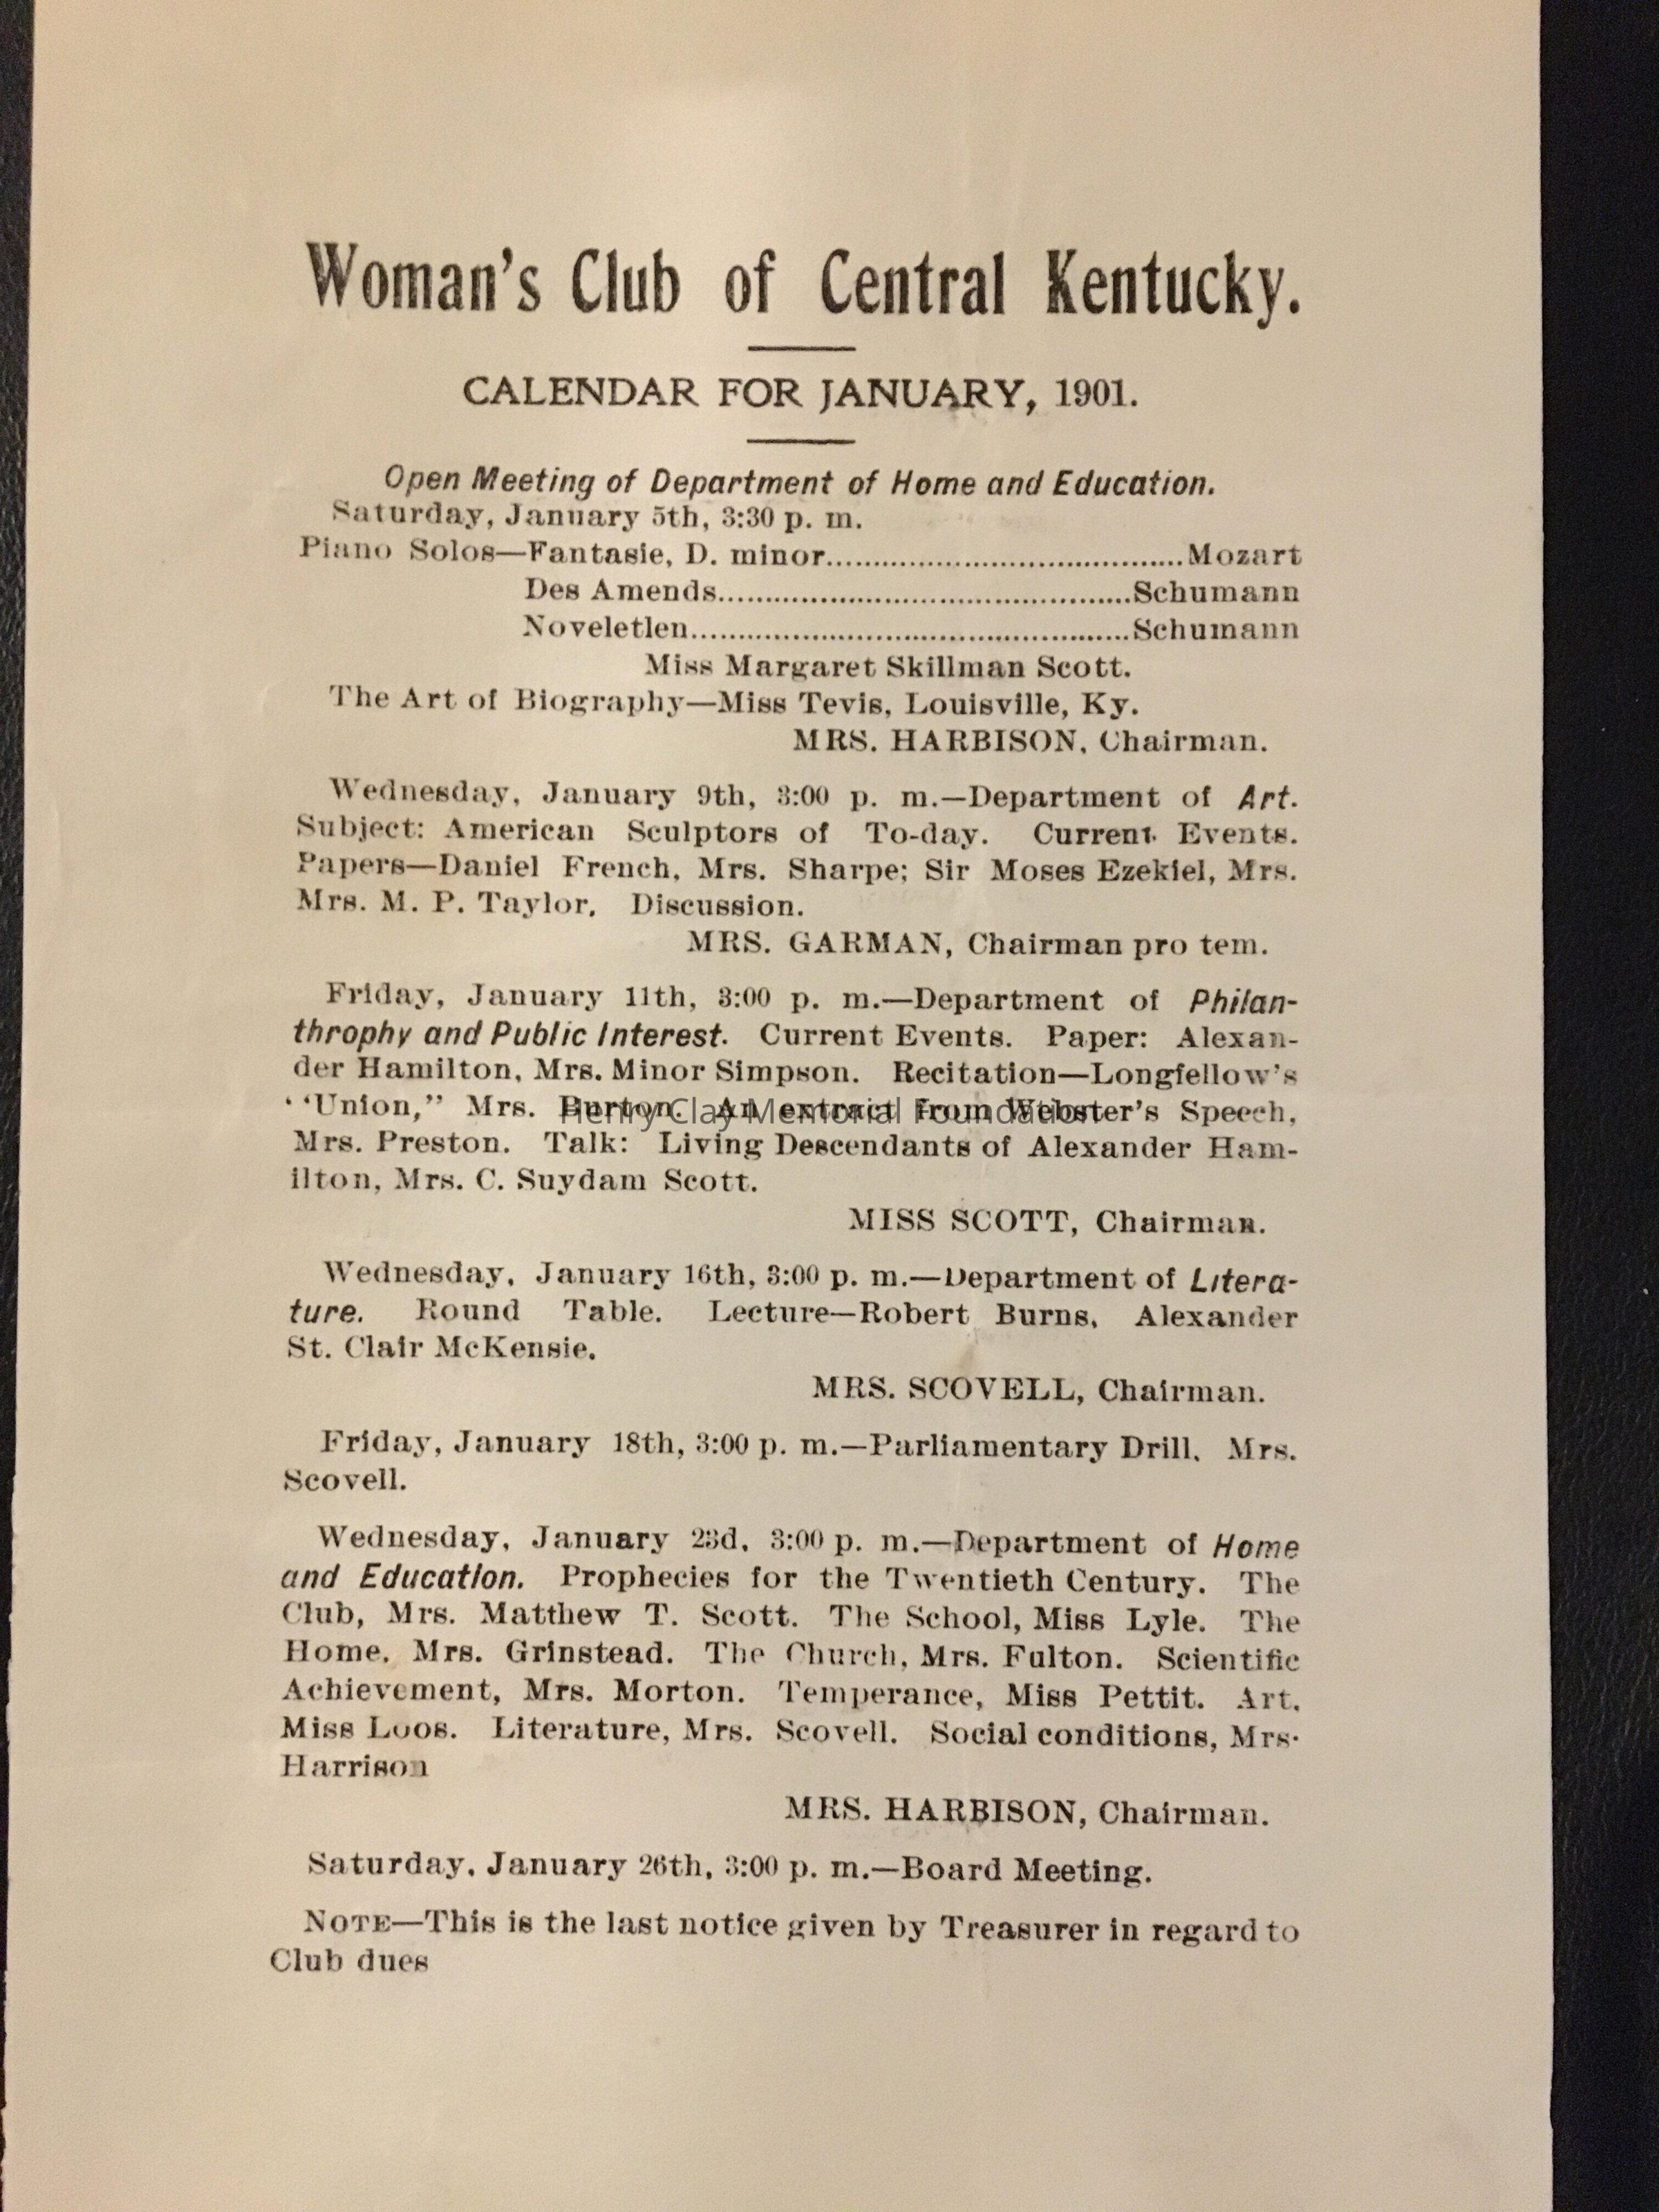 Woman's Club of Central Kentucky.
CALENDAR FOR JANUARY, 1901.
Open Meeting of Department of Home and Education.
Saturday, January 5th, 3:30 p. m.
Piano Solos—Fantasie, D. minor........................................Mozart
Des Amends.............................................Schumann
Noveletlen................................................Schumann
Miss Margaret Skillman Scott.
The Art of Biography—Miss Tevis, Louisville, Ky.
MRS. HARBISON, Chairman.
Wednesday, January 9th, 3:00 p. m.—Department of Art.
Subject: American Sculptors of To-day. Current Events.
Papers—Daniel French, Mrs. Sharpe; Sir Moses Ezekiel, Mrs.
Mrs. M. P. Taylor, Discussion.
MRS. GARMAN, Chairman pro tem.
Friday, January 11th, 3:00 p. m.—Department of Philan-
throphy and Public Interest. Current Events. Paper: Alexan-
der Hamilton, Mrs. Minor Simpson. Recitation—Longfellow's
"Union," Mrs. Burton. An extract from Webster's Speech,
Henry Clay Memorial Foundation
Mrs. Preston. Talk: Living Descendants of Alexander Ham-
ilton, Mrs. C. Suydam Scott.
MISS SCOTT, Chairman.
Wednesday, January 16th, 3:00 p. m.—Department of Litera-
ture. Round Table. Lecture—Robert Burns, Alexander
St. Clair McKensie.
MRS. SCOVELL, Chairman.
Friday, January 18th, 3:00 p. m.—Parliamentary Drill, Mrs.
Scovell.
Wednesday, January 23d, 3:00 p. m.—Department of Home
and Education. Prophecies for the Twentieth Century. The
Club, Mrs. Matthew T. Scott. The School, Miss Lyle. The
Home, Mrs. Grinstead. The Church, Mrs. Fulton. Scientific
Achievement, Mrs. Morton. Temperance, Miss Pettit. Art,
Miss Loos. Literature, Mrs. Scovell. Social conditions, Mrs.
Harrison
MRS. HARBISON, Chairman.
Saturday, January 26th, 3:00 p. m.—Board Meeting.
NOTE—This is the last notice given by Treasurer in regard to
Club dues